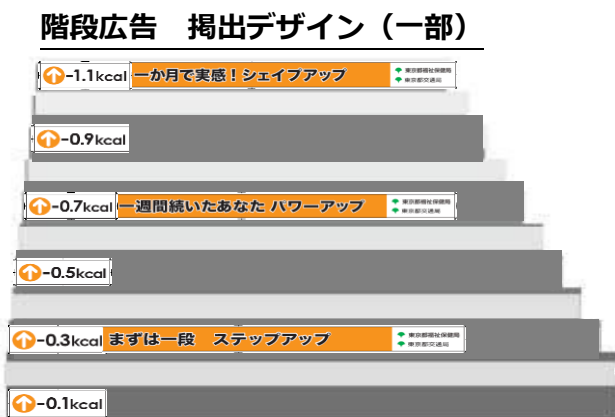 階段広告　掲出デザイン（一部）
-1.1kcal 一か月で実感！シェイプアップ 東京都福祉保健局
東京都交通局
-0.9kcal
-0.7kcal 一週間続いたあなた パワーアップ 東京都福祉保健局
東京都交通局
-0.5kcal
-0.3kcal まずは一段　ステップアップ 東京都福祉保健局
東京都交通局
-0.1kcal